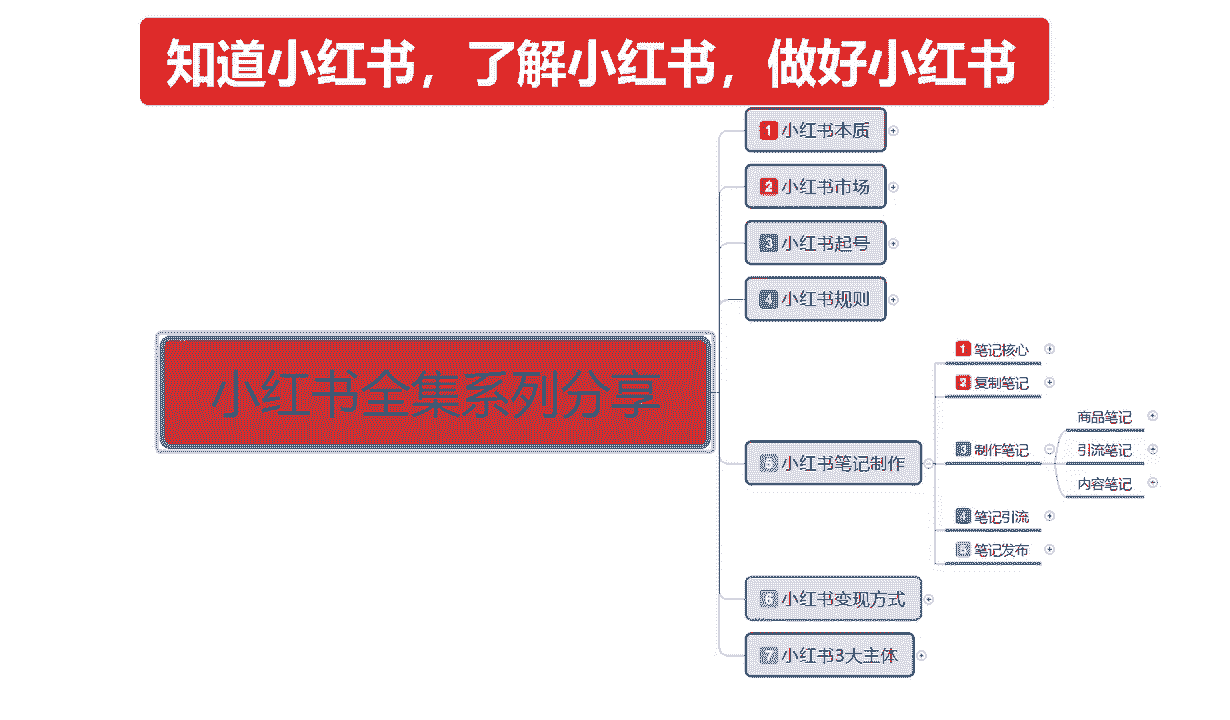 知道小红书，了解小红书，做好小红书
小红书全集系列分享
1 小红书本质
2 小红书市场
3 小红书起号
4 小红书规则
5 小红书笔记制作
1 笔记核心
2 复制笔记
3 制作笔记
商品笔记
引流笔记
内容笔记
4 笔记引流
5 笔记发布
6 小红书变现方式
7 小红书3大主体